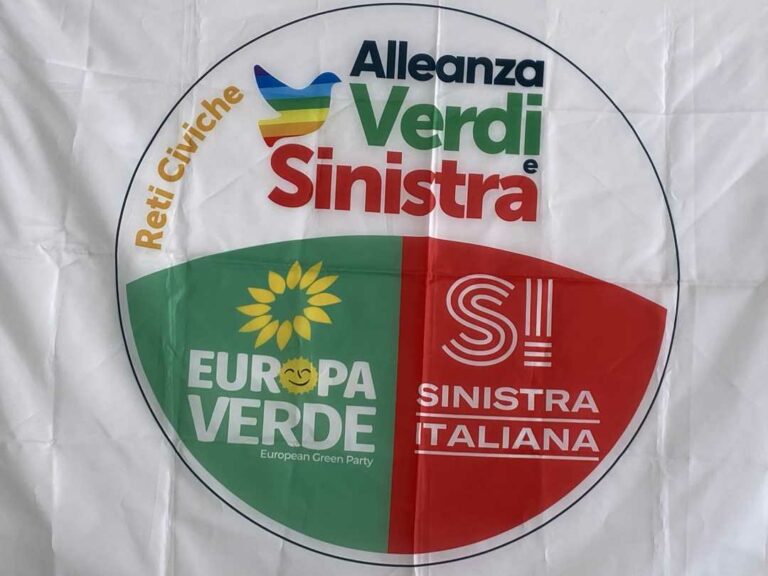 Reti Civiche
Alleanza
Verdi
e
Sinistra
EUROPA
VERDE
European Green Party
SI
SINISTRA
ITALIANA